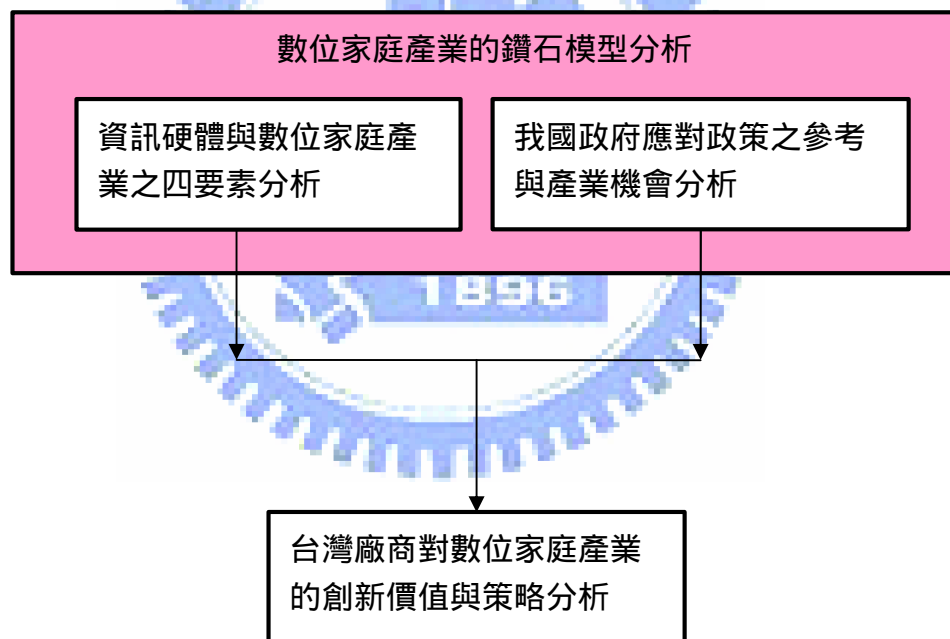 數位家庭產業的鑽石模型分析
資訊硬體與數位家庭產
業之四要素分析
我國政府應對政策之參考
與產業機會分析
1896
台灣廠商對數位家庭產業
的創新價值與策略分析